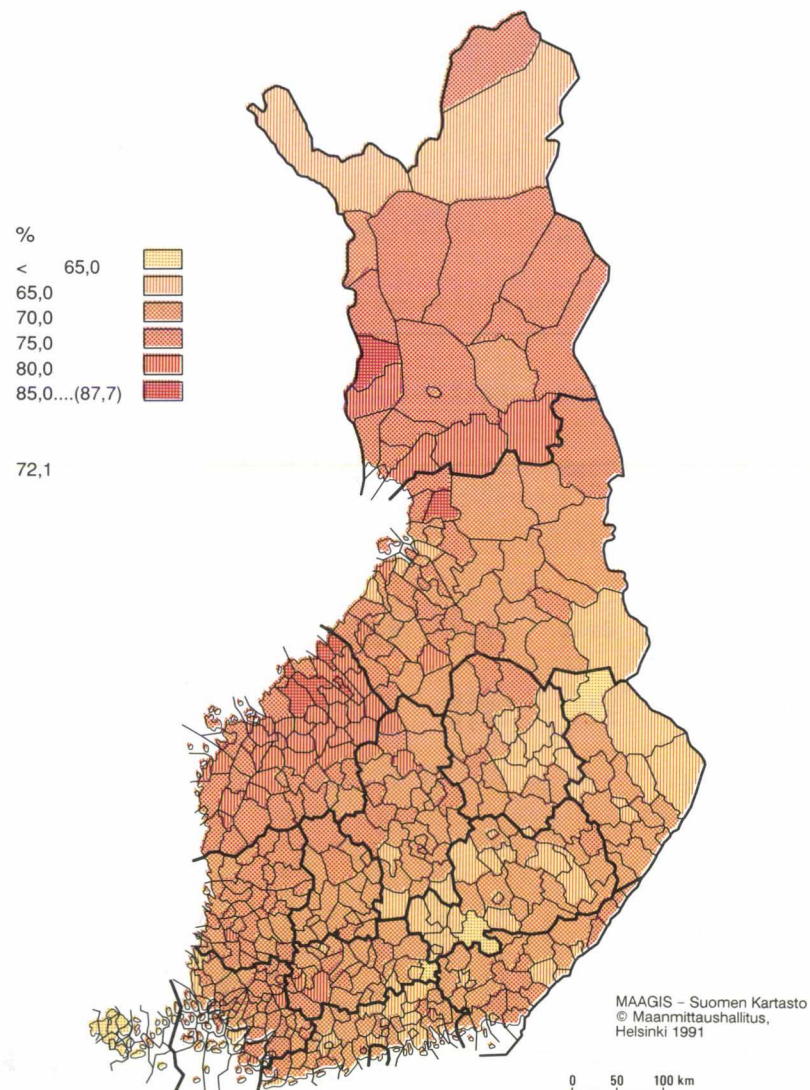 %
< 65,0
65,0
70,0
75,0
80,0
85,0....(87,7)
72,1
MAAGIS – Suomen Kartasto
© Maanmittaushallitus,
Helsinki 1991
0 50 100 km